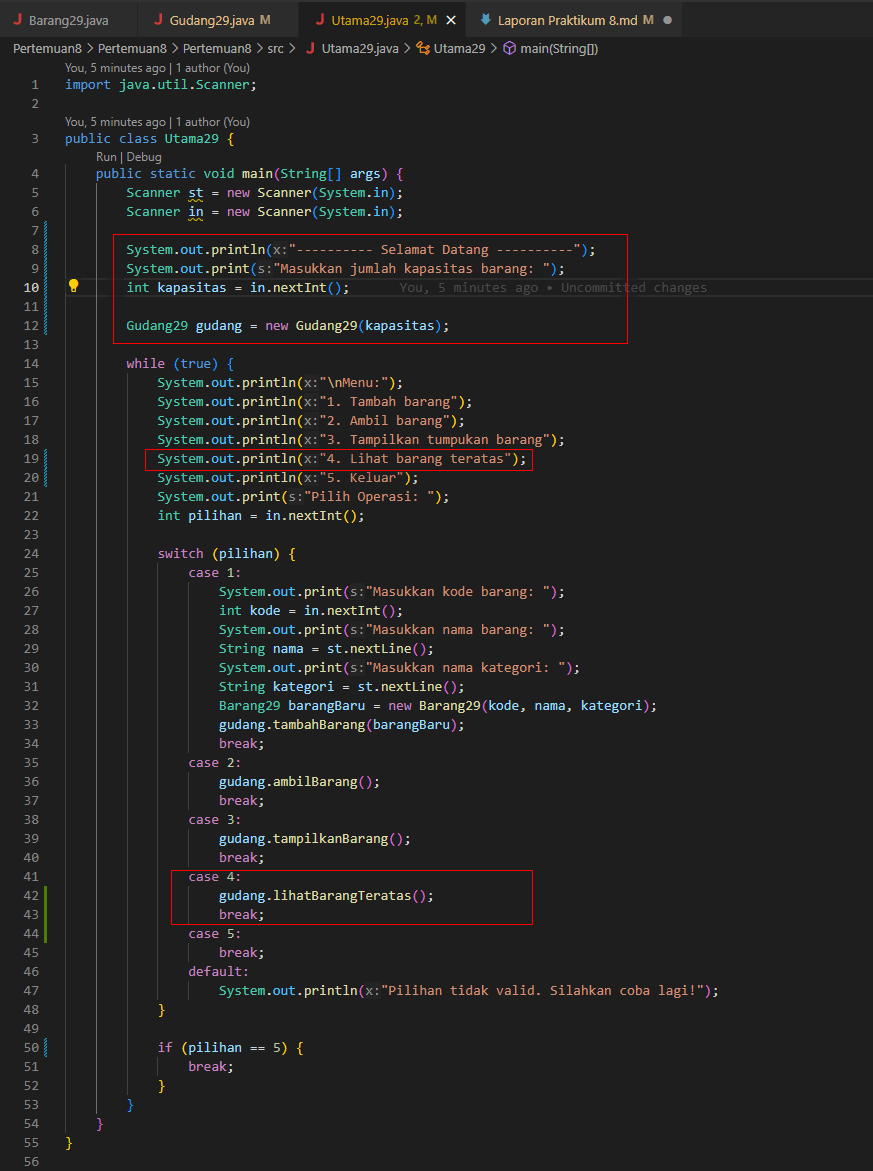 Barang29.java Gudang29.java M Utama29.java 2, M Laporan Praktikum 8.md M
Pertemuan8 > Pertemuan8 > Pertemuan8 > src > Utama29.java > Utama29 > main(String[])
You, 5 minutes ago | 1 author (You)
1 import java.util.Scanner;
2
You, 5 minutes ago | 1 author (You)
3 public class Utama29 {
Run | Debug
4 public static void main(String[] args) {
5 Scanner st = new Scanner(System.in);
6 Scanner in = new Scanner(System.in);
7
8 System.out.println(x:"---------- Selamat Datang ----------");
9 System.out.print(s:"Masukkan jumlah kapasitas barang: ");
10 int kapasitas = in.nextInt(); You, 5 minutes ago • Uncommitted changes
11
12 Gudang29 gudang = new Gudang29(kapasitas);
13
14 while (true) {
15 System.out.println(x:"\nMenu:");
16 System.out.println(x:"1. Tambah barang");
17 System.out.println(x:"2. Ambil barang");
18 System.out.println(x:"3. Tampilkan tumpukan barang");
19 System.out.println(x:"4. Lihat barang teratas");
20 System.out.println(x:"5. Keluar");
21 System.out.print(s:"Pilih Operasi: ");
22 int pilihan = in.nextInt();
23
24 switch (pilihan) {
25 case 1:
26 System.out.print(s:"Masukkan kode barang: ");
27 int kode = in.nextInt();
28 System.out.print(s:"Masukkan nama barang: ");
29 String nama = st.nextLine();
30 System.out.print(s:"Masukkan nama kategori: ");
31 String kategori = st.nextLine();
32 Barang29 barangBaru = new Barang29(kode, nama, kategori);
33 gudang.tambahBarang(barangBaru);
34 break;
35 case 2:
36 gudang.ambilBarang();
37 break;
38 case 3:
39 gudang.tampilkanBarang();
40 break;
41 case 4:
42 gudang.lihatBarangTeratas();
43 break;
44 case 5:
45 break;
46 default:
47 System.out.println(x:"Pilihan tidak valid. Silahkan coba lagi!");
48 }
49
50 if (pilihan == 5) {
51 break;
52 }
53 }
54 }
55 }
56